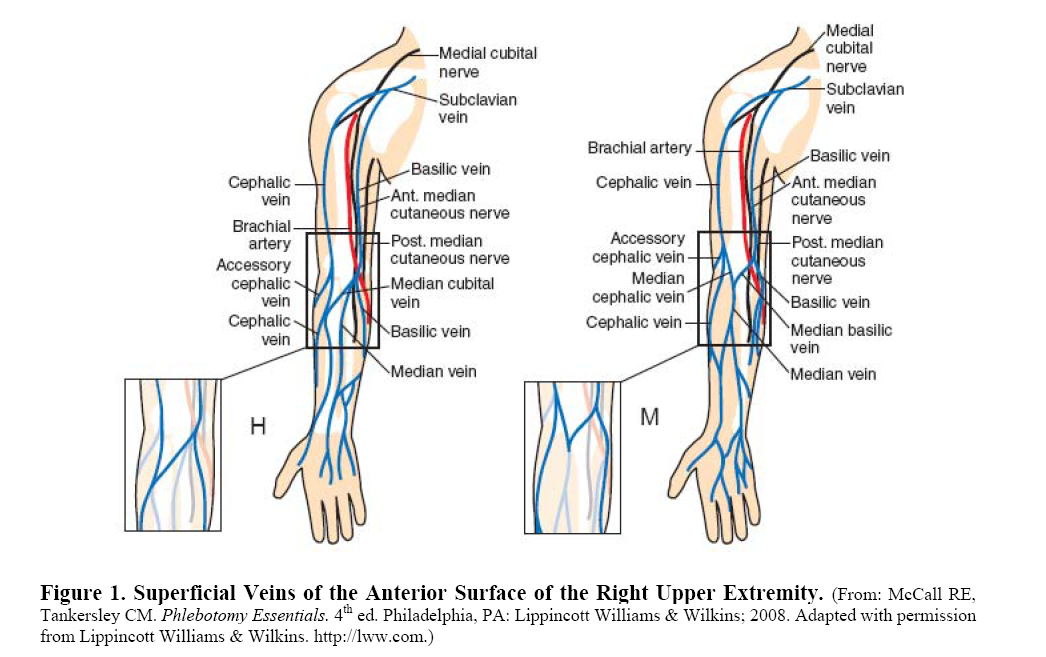 Medial cubital
nerve
Subclavian
vein
Basilic vein
Ant. median
cutaneous nerve
Post. median
cutaneous nerve
Median cubital
vein
Basilic vein
Median vein
Cephalic
vein
Brachial
artery
Accessory
cephalic
vein
Cephalic
vein
H
Medial
cubital
nerve
Subclavian
vein
Brachial artery
Basilic vein
Cephalic vein
Ant. median
cutaneous
nerve
Accessory
cephalic vein
Post. median
cutaneous
nerve
Median
cephalic vein
Basilic vein
Cephalic vein
Median basilic
vein
Median vein
M
Figure 1. Superficial Veins of the Anterior Surface of the Right Upper Extremity. (From: McCall RE,
Tankersley CM. Phlebotomy Essentials. 4th ed. Philadelphia, PA: Lippincott Williams & Wilkins; 2008. Adapted with permission
from Lippincott Williams & Wilkins. http://lww.com.)